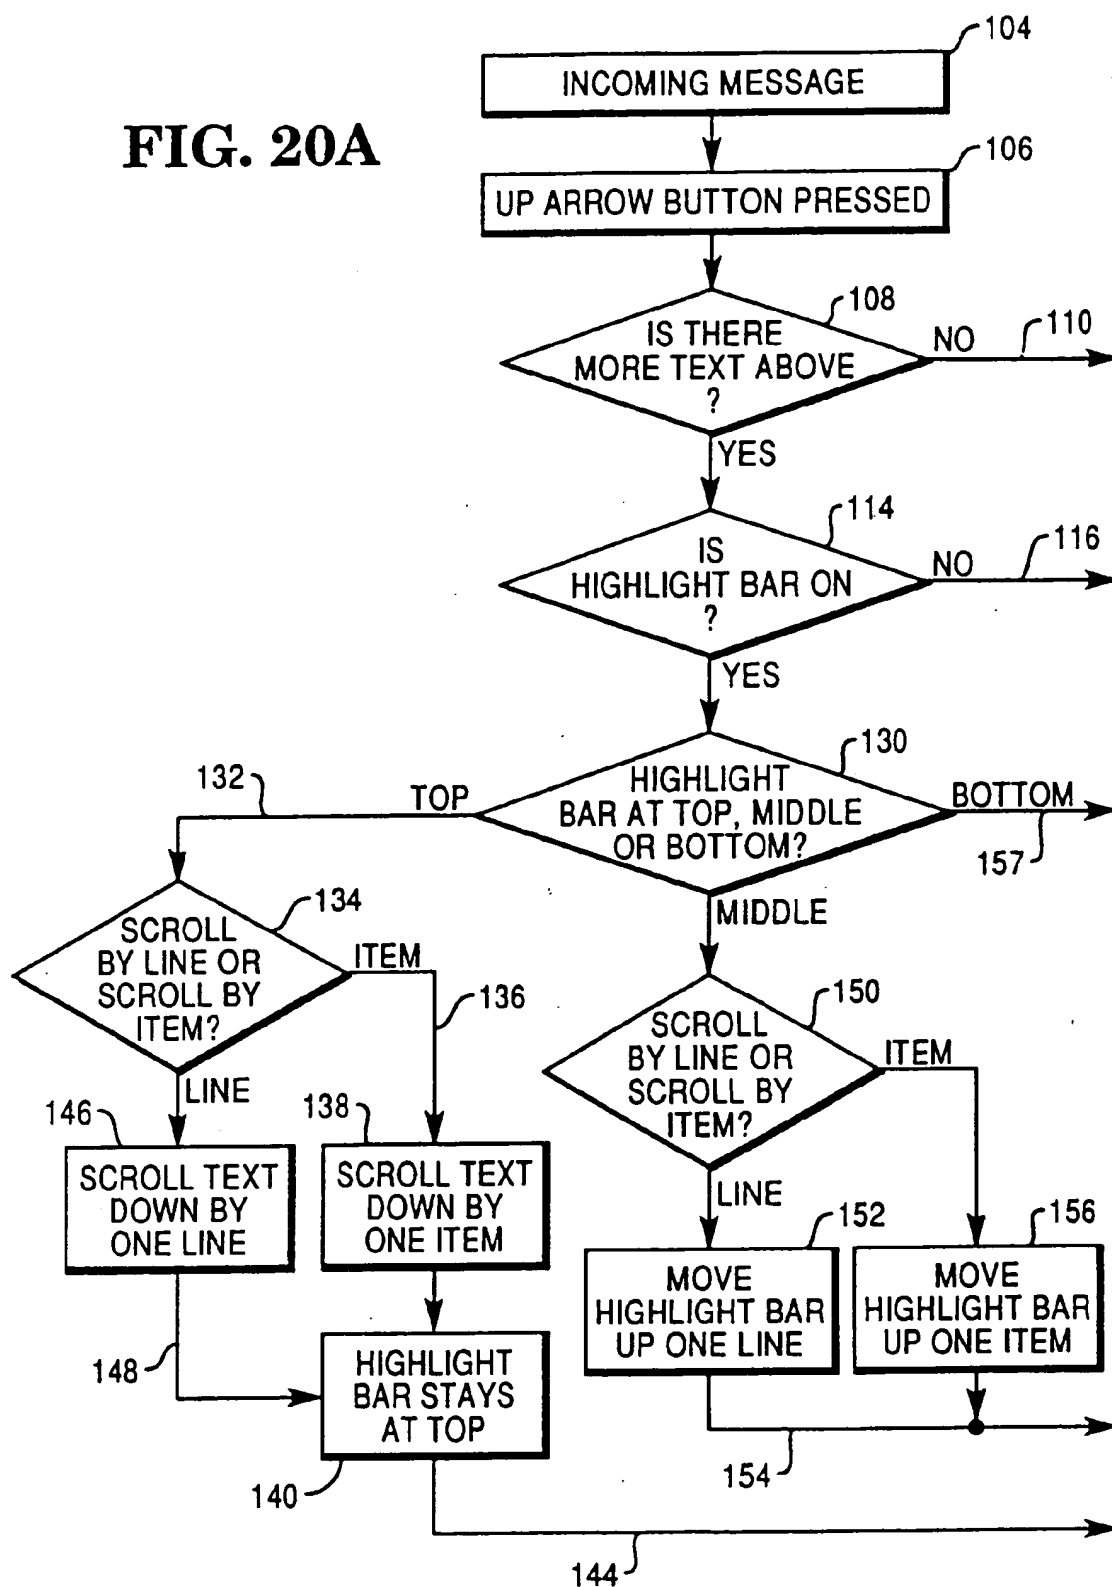 104
INCOMING MESSAGE
FIG. 20A
106
UP ARROW BUTTON PRESSED
108
IS THERE
MORE TEXT ABOVE
?
NO
110
YES
114
IS
HIGHLIGHT BAR ON
?
NO
116
YES
130
HIGHLIGHT
BAR AT TOP, MIDDLE
OR BOTTOM?
132
TOP
BOTTOM
157
MIDDLE
134
SCROLL
BY LINE OR
SCROLL BY
ITEM?
ITEM
136
LINE
150
SCROLL
BY LINE OR
SCROLL BY
ITEM?
ITEM
LINE
146
SCROLL TEXT
DOWN BY
ONE LINE
138
SCROLL TEXT
DOWN BY
ONE ITEM
152
MOVE
HIGHLIGHT BAR
UP ONE LINE
156
MOVE
HIGHLIGHT BAR
UP ONE ITEM
148
HIGHLIGHT
BAR STAYS
AT TOP
140
154
144